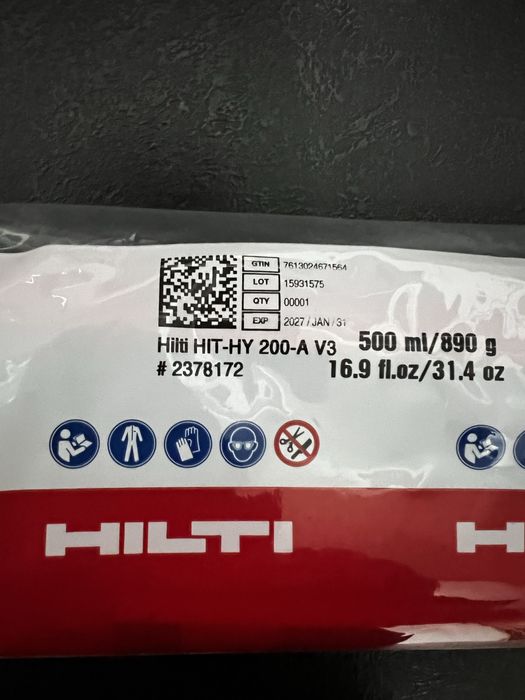 GTIN 7613024671564
LOT 15931575
QTY 00001
EXP 2027/JAN/31
Hilti HIT-HY 200-A V3 500 ml/890 g
# 2378172 16.9 fl.oz/31.4 oz
HILTI H